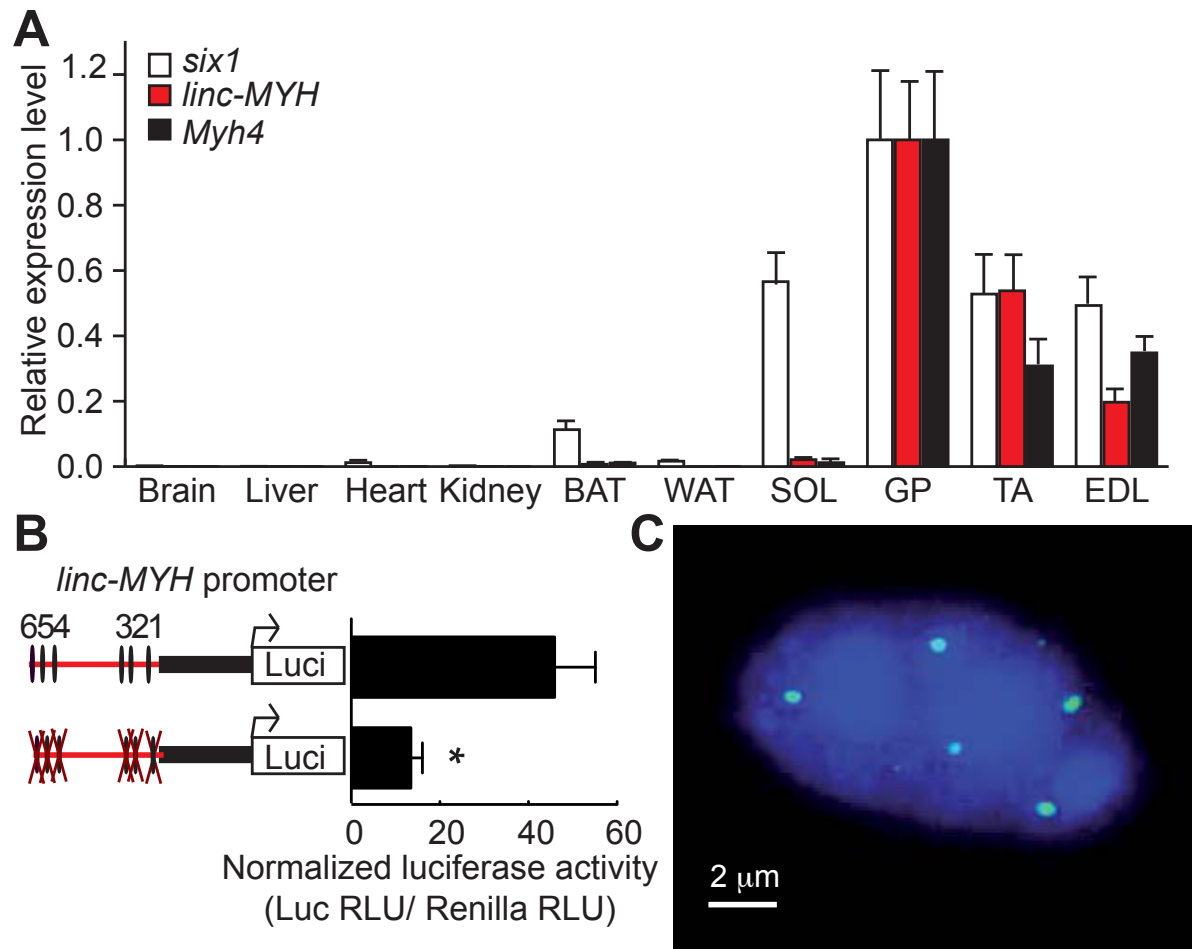 A
Relative expression level
1.2
1.0
0.8
0.6
0.4
0.2
0.0
six1
linc-MYH
Myh4
Brain Liver Heart Kidney BAT WAT SOL GP TA EDL
B
linc-MYH promoter
654 321
Luci
Luci
*
0 20 40 60
Normalized luciferase activity
(Luc RLU/ Renilla RLU)
C
2 μm